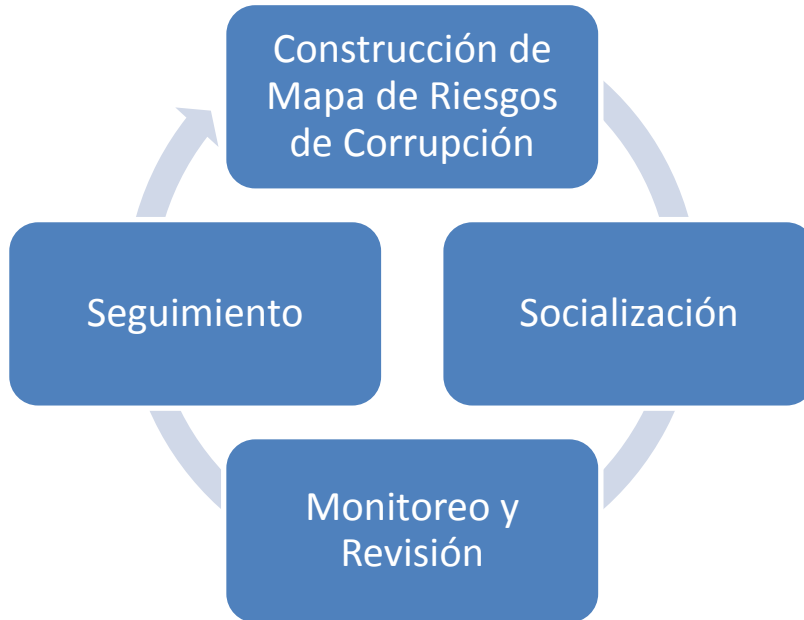 Construcción de
Mapa de Riesgos
de Corrupción
Seguimiento
Socialización
Monitoreo y
Revisión